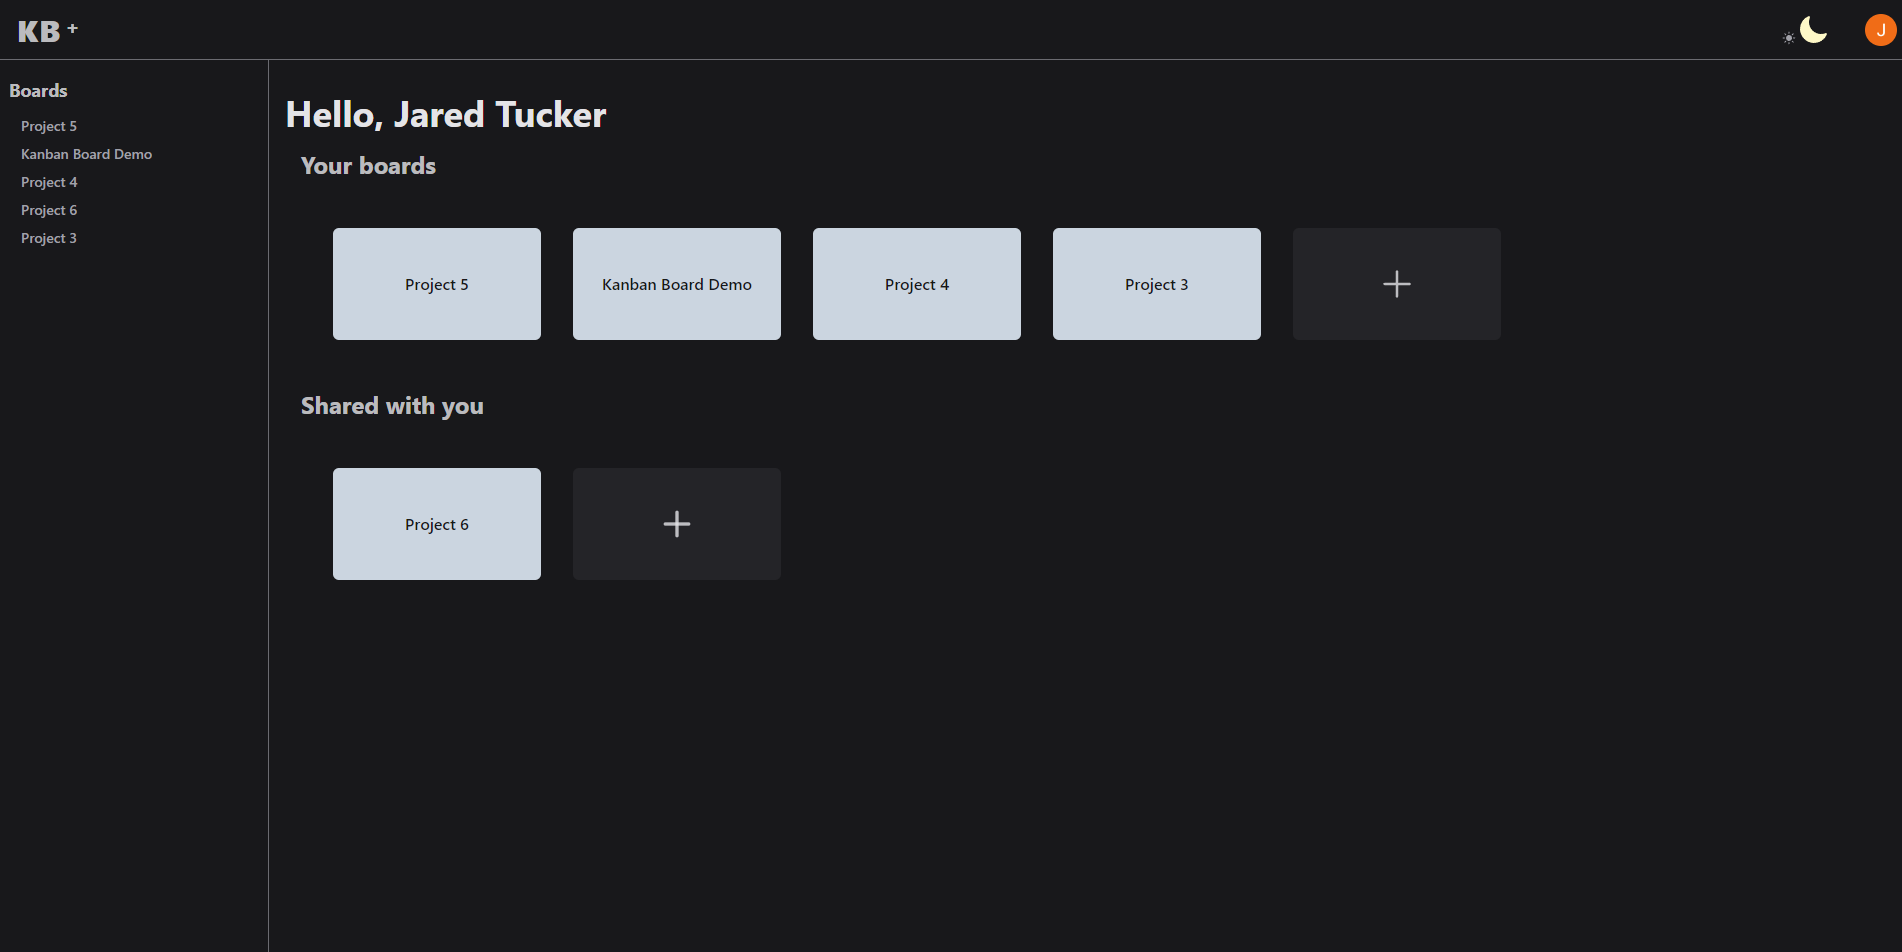 KB +
J
Boards
Project 5
Kanban Board Demo
Project 4
Project 6
Project 3
Hello, Jared Tucker
Your boards
Project 5
Kanban Board Demo
Project 4
Project 3
Shared with you
Project 6